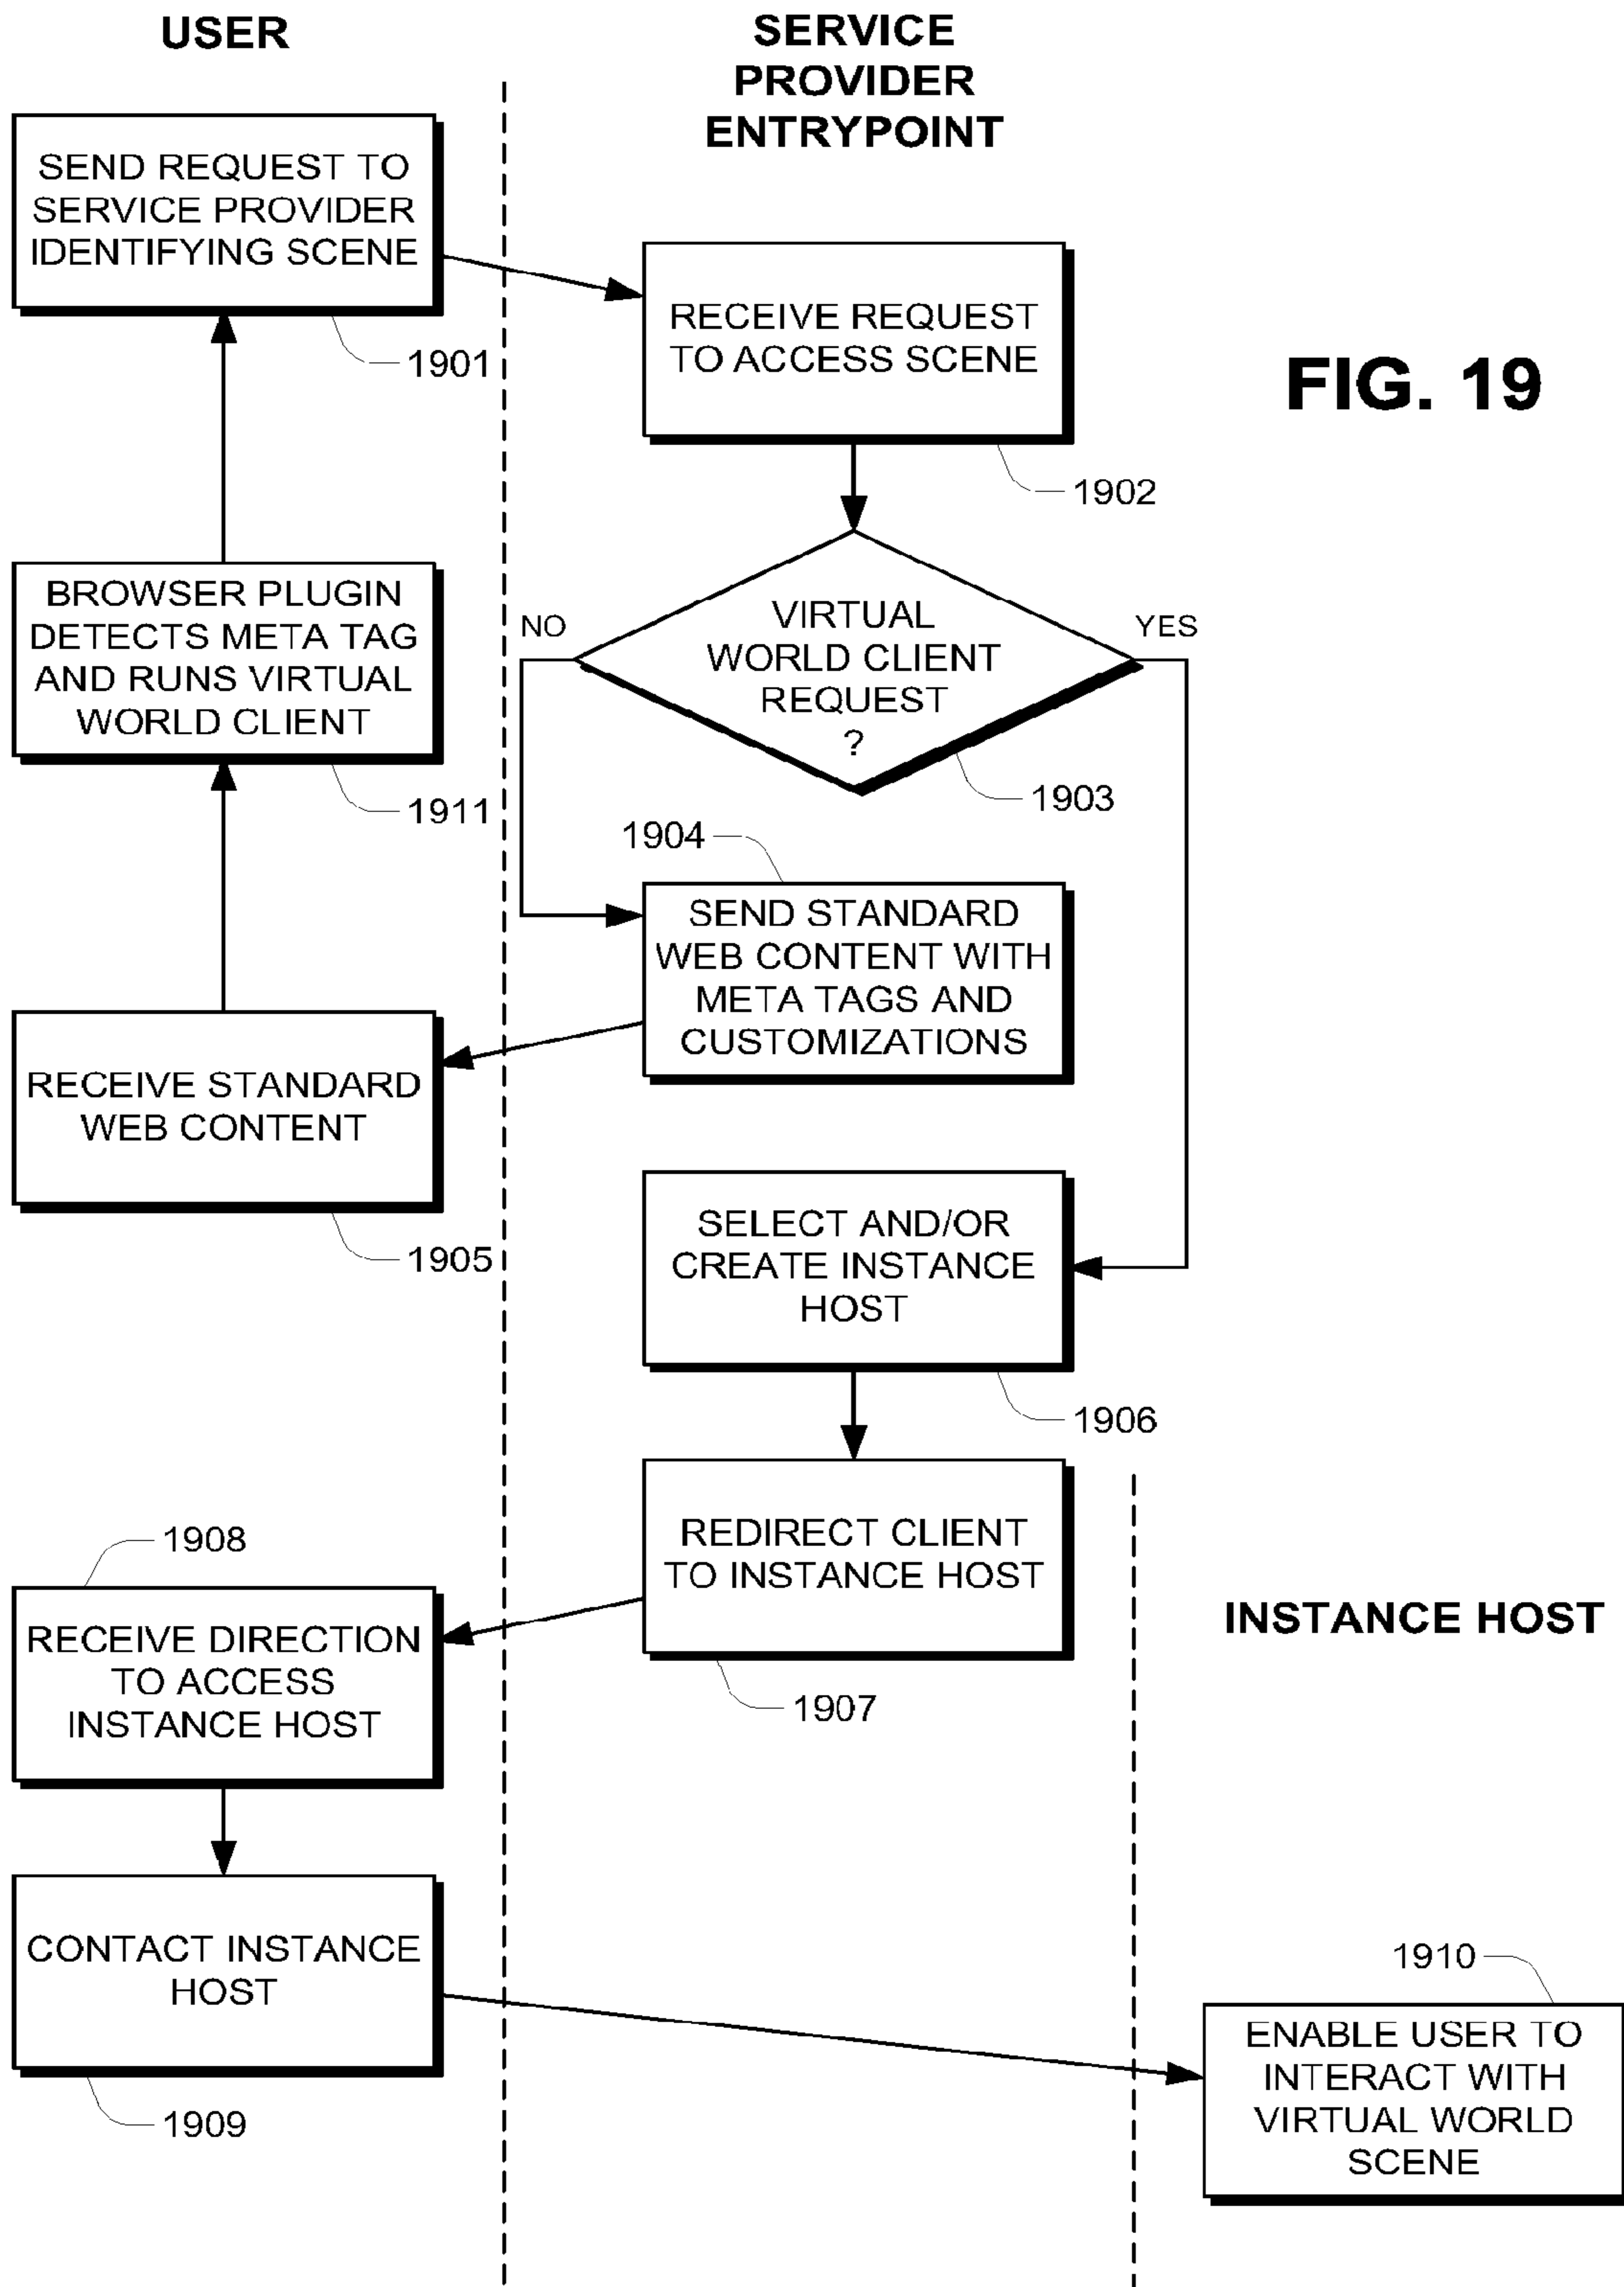 USER
SERVICE
PROVIDER
ENTRYPOINT
SEND REQUEST TO
SERVICE PROVIDER
IDENTIFYING SCENE
1901
RECEIVE REQUEST
TO ACCESS SCENE
1902
FIG. 19
BROWSER PLUGIN
DETECTS META TAG
AND RUNS VIRTUAL
WORLD CLIENT
1911
NO
VIRTUAL
WORLD CLIENT
REQUEST
?
YES
1903
1904
SEND STANDARD
WEB CONTENT WITH
META TAGS AND
CUSTOMIZATIONS
RECEIVE STANDARD
WEB CONTENT
1905
SELECT AND/OR
CREATE INSTANCE
HOST
1906
REDIRECT CLIENT
TO INSTANCE HOST
1907
1908
RECEIVE DIRECTION
TO ACCESS
INSTANCE HOST
INSTANCE HOST
CONTACT INSTANCE
HOST
1909
1910
ENABLE USER TO
INTERACT WITH
VIRTUAL WORLD
SCENE